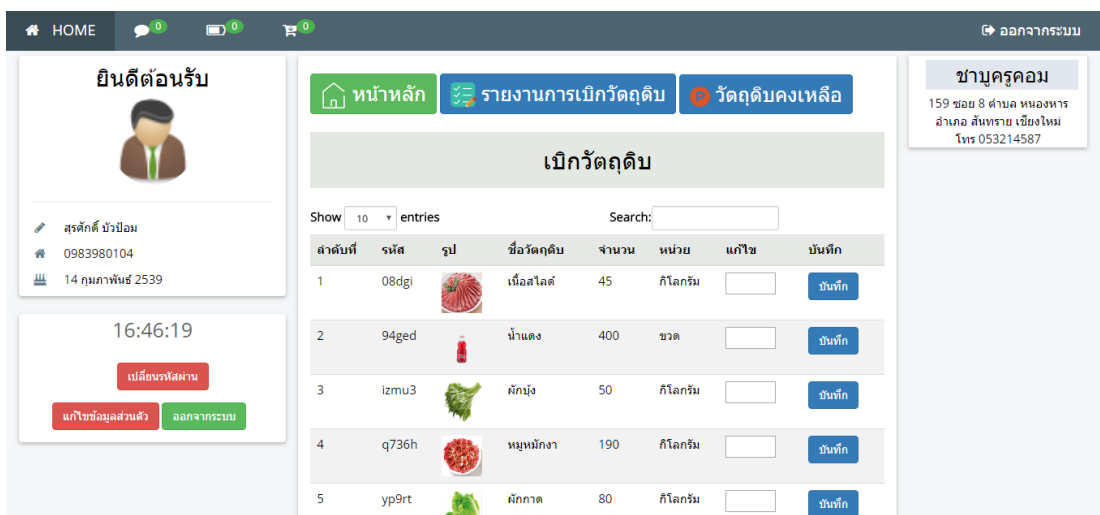 HOME 0 0 0 ออกจากระบบ
ยินดีต้อนรับ
สุรศักดิ์ บัวป้อม
0983980104
14 กุมภาพันธ์ 2539
16:46:19
เปลี่ยนรหัสผ่าน
แก้ไขข้อมูลส่วนตัว ออกจากระบบ
หน้าหลัก รายงานการเบิกวัตถุดิบ วัตถุดิบคงเหลือ
เบิกวัตถุดิบ
Show 10 entries Search:
ลำดับที่ รหัส รูป ชื่อวัตถุดิบ จำนวน หน่วย แก้ไข บันทึก
1 08dgi เนื้อสไลด์ 45 กิโลกรัม บันทึก
2 94ged น้ำแดง 400 ขวด บันทึก
3 izmu3 ผักบุ้ง 50 กิโลกรัม บันทึก
4 q736h หมูหมักงา 190 กิโลกรัม บันทึก
5 yp9rt ผักกาด 80 กิโลกรัม บันทึก
ชาบูครูคอม
159 ซอย 8 ตำบล หนองหาร
อำเภอ สันทราย เชียงใหม่
โทร 053214587